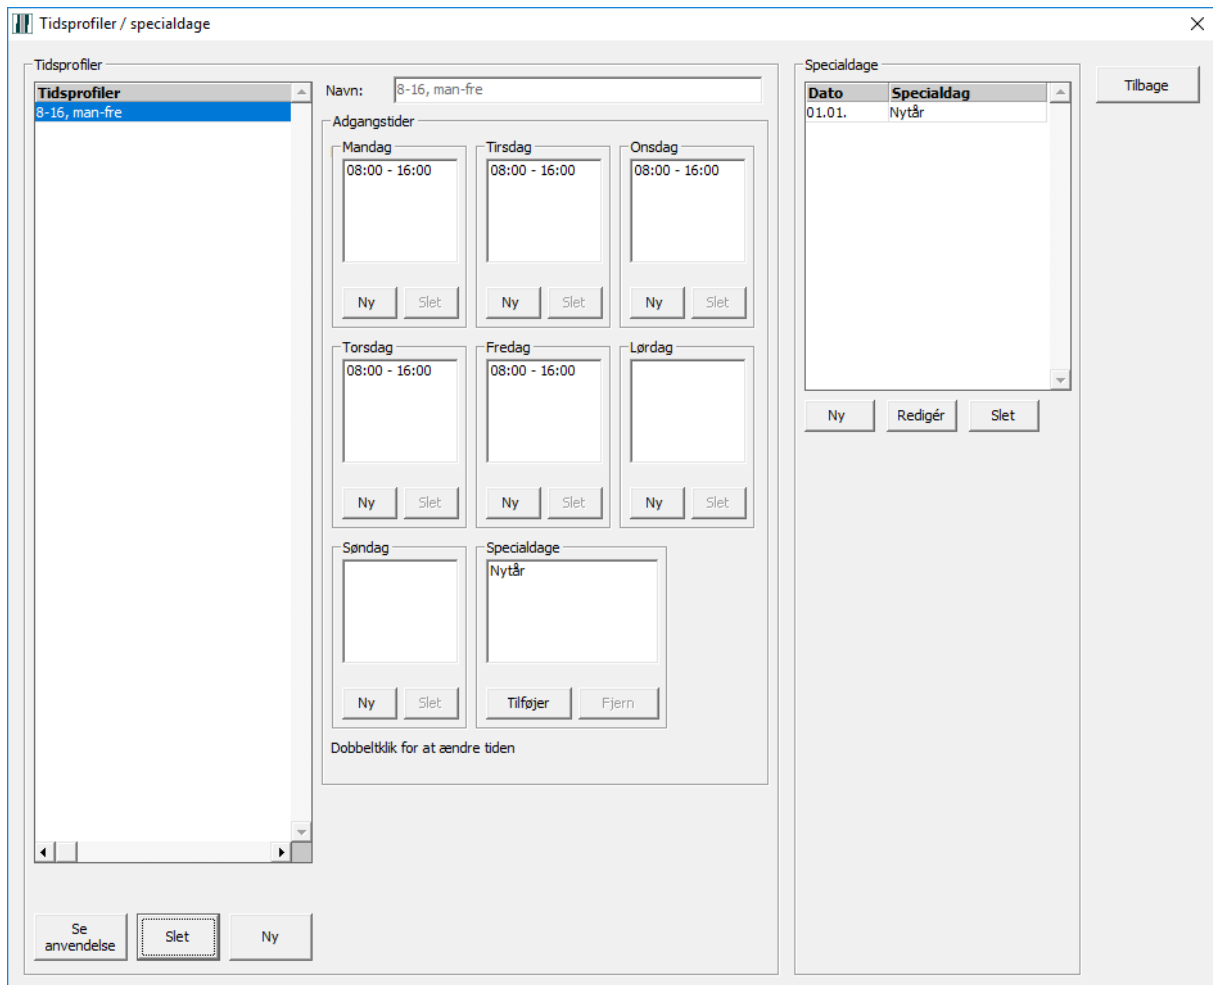 Tidsprofiler / specialdage
Tidsprofiler
Tidsprofiler
8-16, man-fre
Se
anvendelse
Slet
Ny
Navn:
8-16, man-fre
Adgangstider
Mandag
08:00 - 16:00
Ny
Slet
Tirsdag
08:00 - 16:00
Ny
Slet
Onsdag
08:00 - 16:00
Ny
Slet
Torsdag
08:00 - 16:00
Ny
Slet
Fredag
08:00 - 16:00
Ny
Slet
Lørdag
Ny
Slet
Søndag
Ny
Slet
Specialdage
Nytår
Tilføjer
Fjern
Dobbeltklik for at ændre tiden
Specialdage
Dato Specialdag
01.01. Nytår
Ny
Redigér
Slet
Tilbage